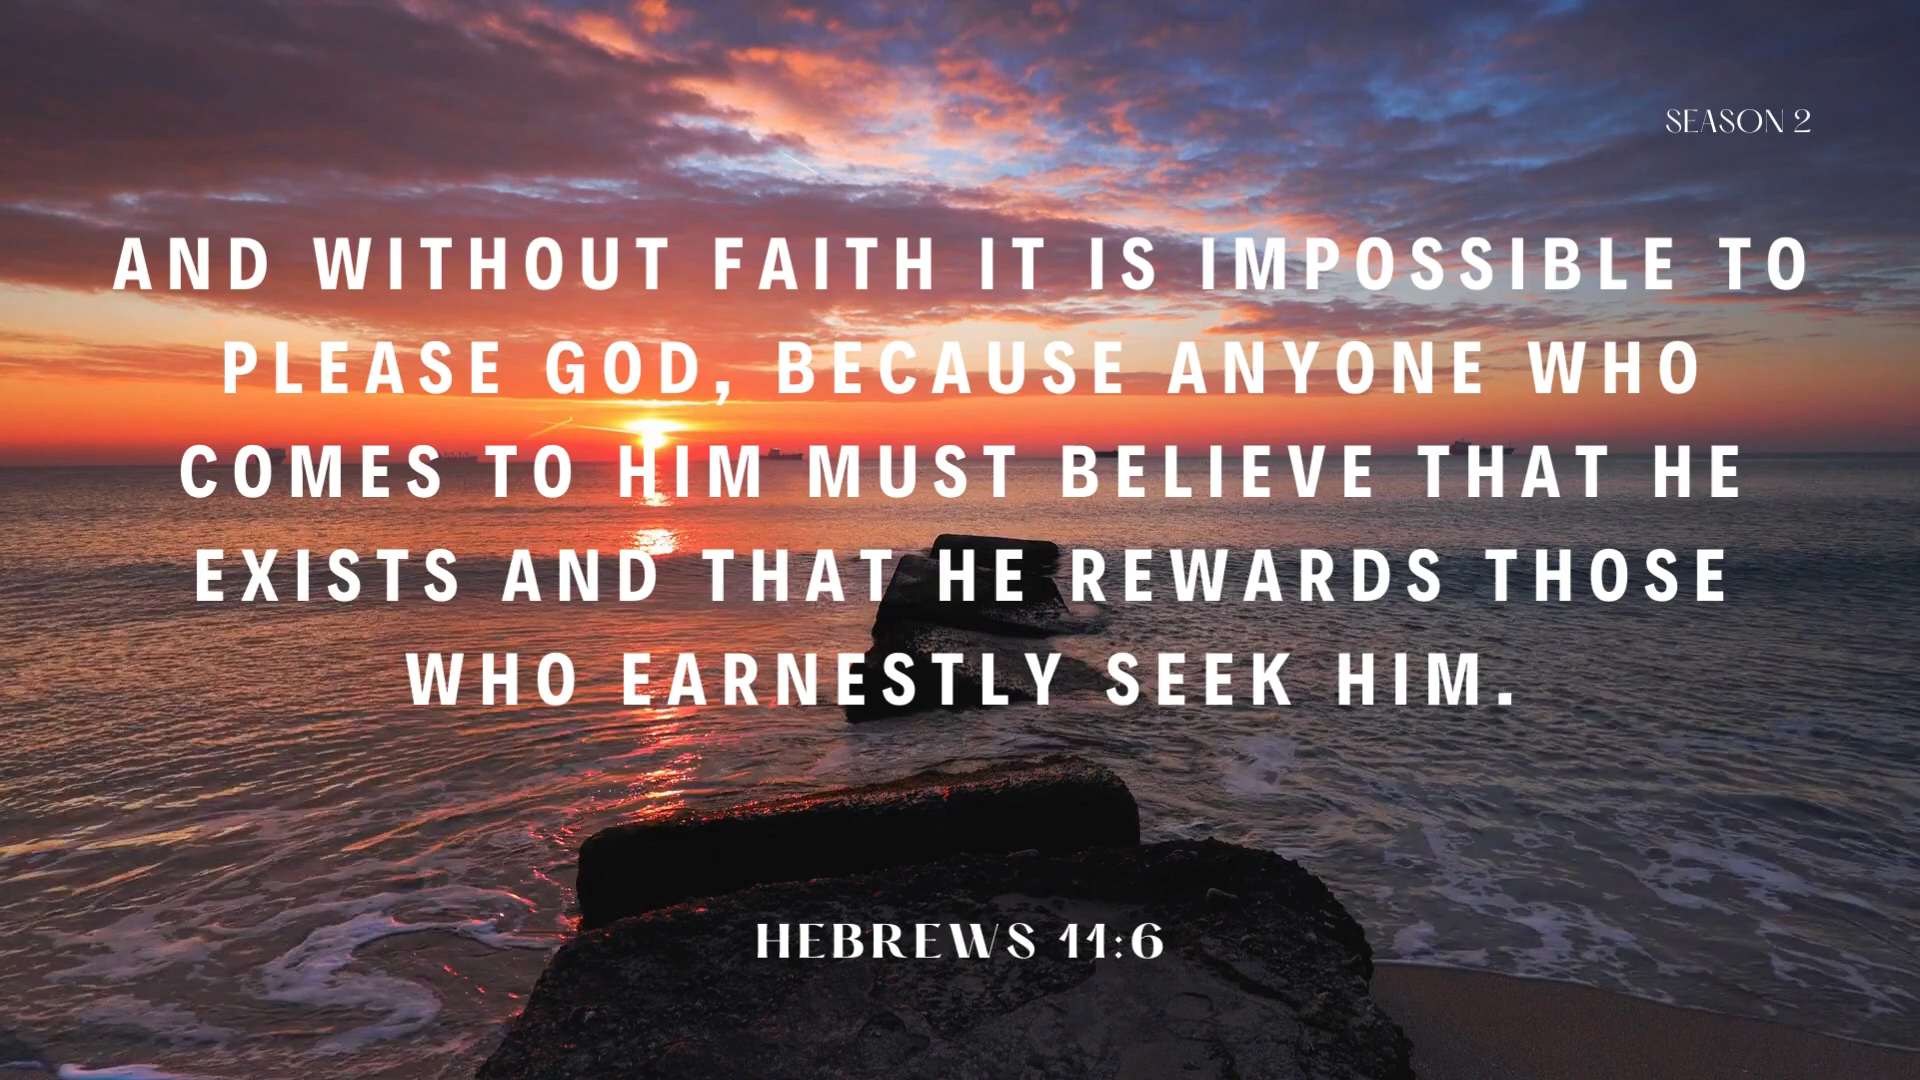 SEASON 2
AND WITHOUT FAITH IT IS IMPOSSIBLE TO
PLEASE GOD, BECAUSE ANYONE WHO
COMES TO HIM MUST BELIEVE THAT HE
EXISTS AND THAT HE REWARDS THOSE
WHO EARNESTLY SEEK HIM.
HEBREWS 11:6